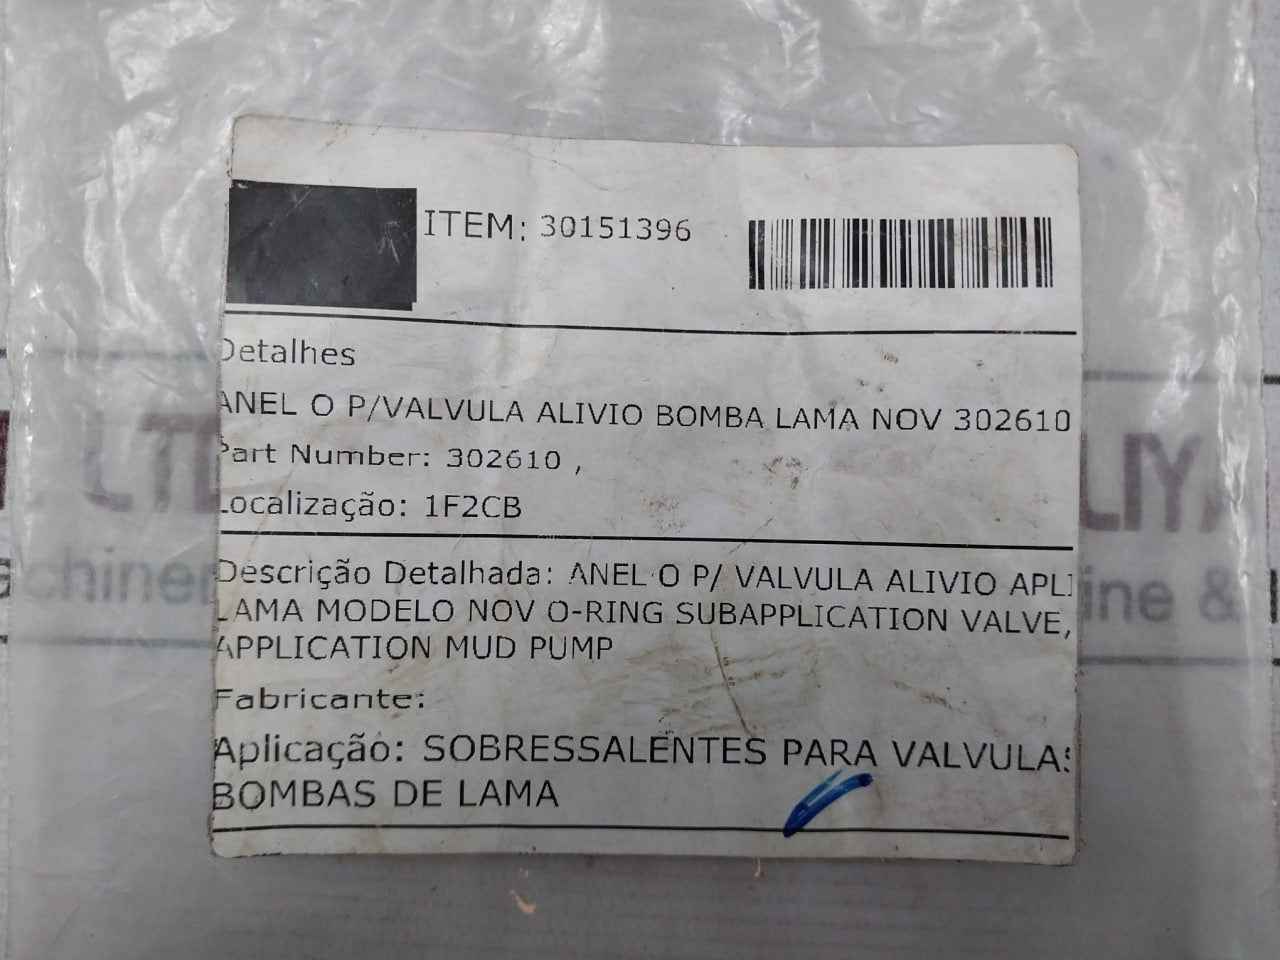 ITEM: 30151396
Detalhes
ANEL O P/VALVULA ALIVIO BOMBA LAMA NOV 302610
Part Number: 302610 ,
Localização: 1F2CB
Descrição Detalhada: ANEL O P/ VALVULA ALIVIO APLI
LAMA MODELO NOV O-RING SUBAPPLICATION VALVE,
APPLICATION MUD PUMP
Fabricante:
Aplicação: SOBRESSALENTES PARA VALVULAS
BOMBAS DE LAMA